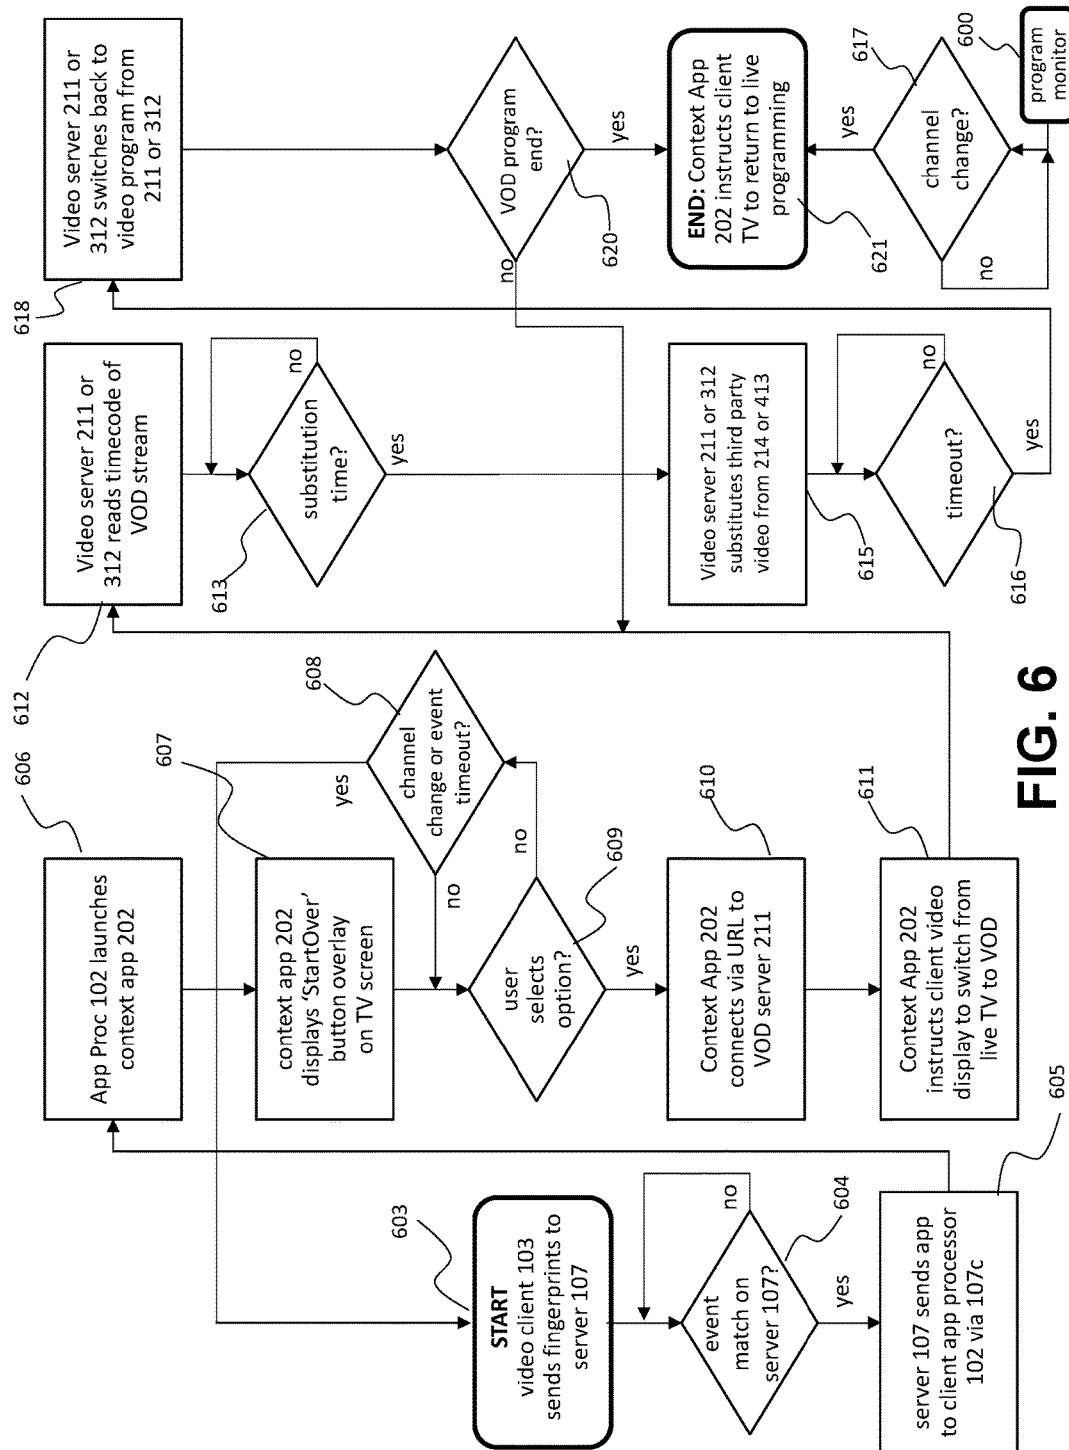 START
video client 103
sends fingerprints to
server 107
603
event
match on
server 107?
604
no
yes
server 107 sends app
to client app processor
102 via 107c
605
App Proc 102 launches
context app 202
606
context app 202
displays 'StartOver'
button overlay
on TV screen
607
channel
change or event
timeout?
608
yes
no
user
selects
option?
609
no
yes
Context App 202
connects via URL to
VOD server 211
610
Context App 202
instructs client video
display to switch from
live TV to VOD
611
Video server 211 or
312 reads timecode of
VOD stream
612
substitution
time?
613
no
yes
Video server 211 or 312
substitutes third party
video from 214 or 413
615
timeout?
616
no
yes
Video server 211 or
312 switches back to
video program from
211 or 312
618
VOD program
end?
620
no
yes
END: Context App
202 instructs client
TV to return to live
programming
621
channel
change?
617
yes
no
program
monitor
600
FIG. 6